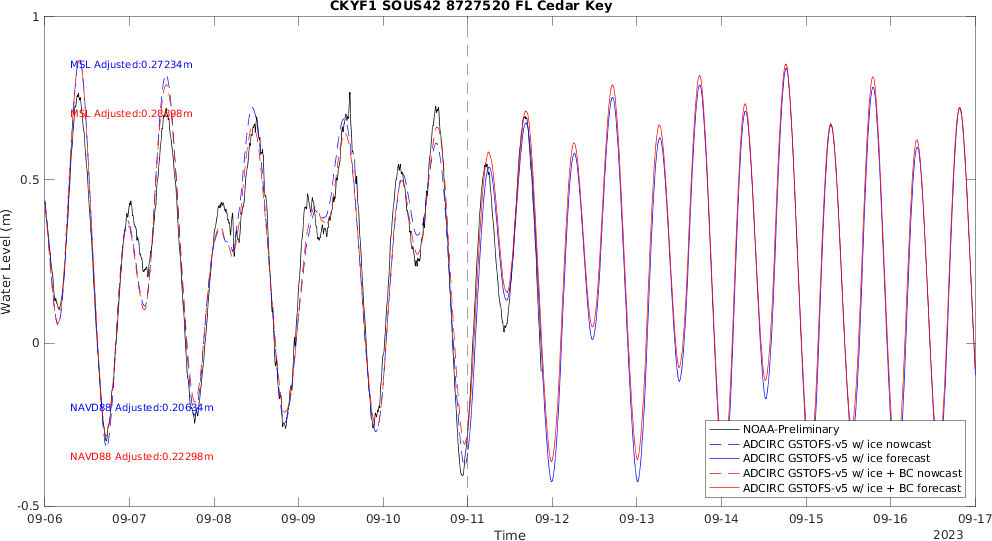 CKYF1 SOUS42 8727520 FL Cedar Key
1
0.5
0
-0.5
Water Level (m)
MSL Adjusted:0.27234m
MSL
NAVD88 Adjusted:0.20634m
NAVD88 Adjusted:0.22298m
NOAA-Preliminary
ADCIRC GSTOFS-v5 w/ ice nowcast
ADCIRC GSTOFS-v5 w/ ice forecast
ADCIRC GSTOFS-v5 w/ ice + BC nowcast
ADCIRC GSTOFS-v5 w/ ice + BC forecast
09-06 09-07 09-08 09-09 09-10 09-11 09-12 09-13 09-14 09-15 09-16 09-17
Time
2023